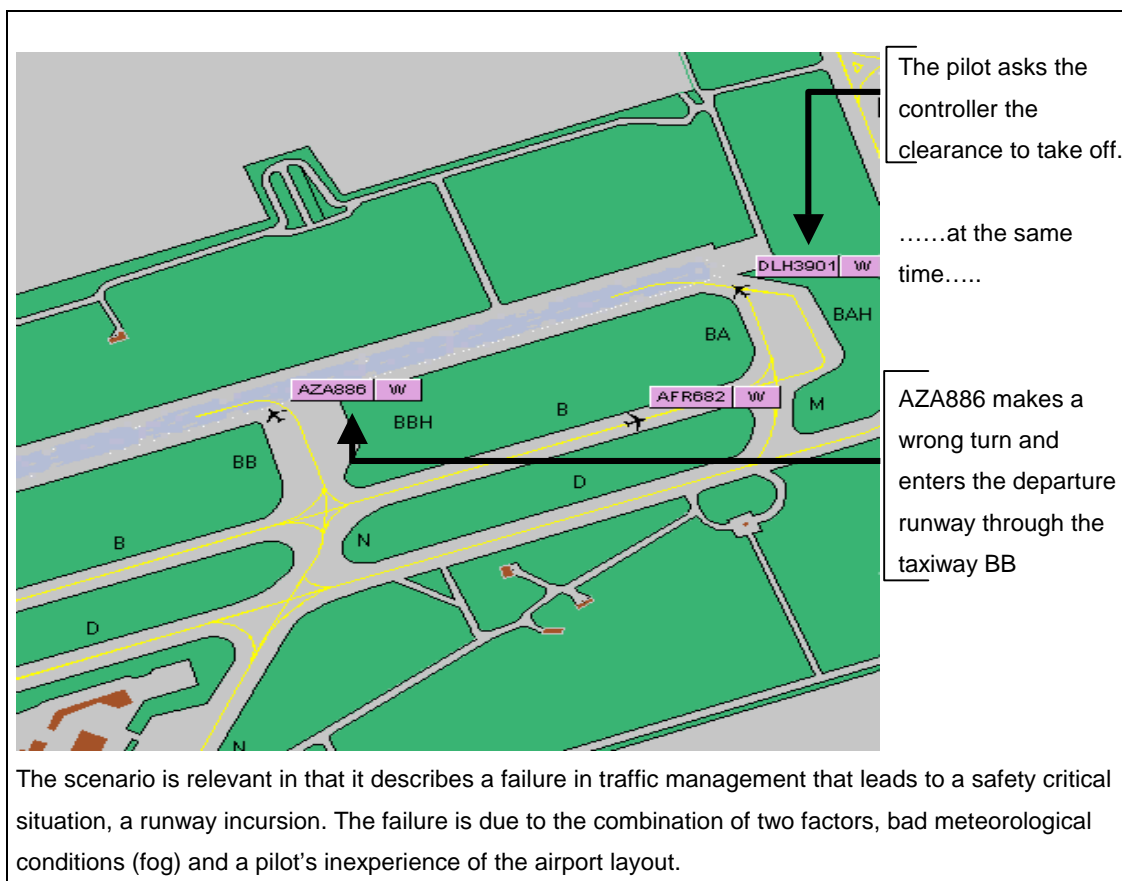 The pilot asks the
controller the
clearance to take off.
……at the same
time…..
DLH3901 W
BAH
BA
AZA886 W
AFR682 W
BBH
B
M
AZA886 makes a
wrong turn and
enters the departure
runway through the
taxiway BB
BB
D
N
B
D
N
The scenario is relevant in that it describes a failure in traffic management that leads to a safety critical
situation, a runway incursion. The failure is due to the combination of two factors, bad meteorological
conditions (fog) and a pilot’s inexperience of the airport layout.